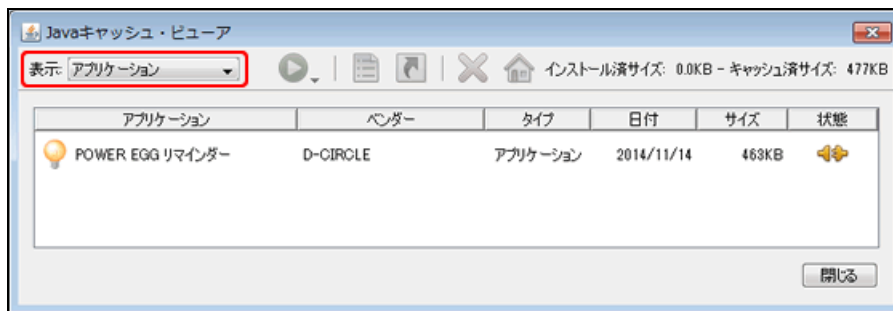 Javaキャッシュ・ビューア
表示: アプリケーション インストール済サイズ: 0.0KB - キャッシュ済サイズ: 477KB
アプリケーション ベンダー タイプ 日付 サイズ 状態
POWER EGG リマインダー D-CIRCLE アプリケーション 2014/11/14 463KB
閉じる